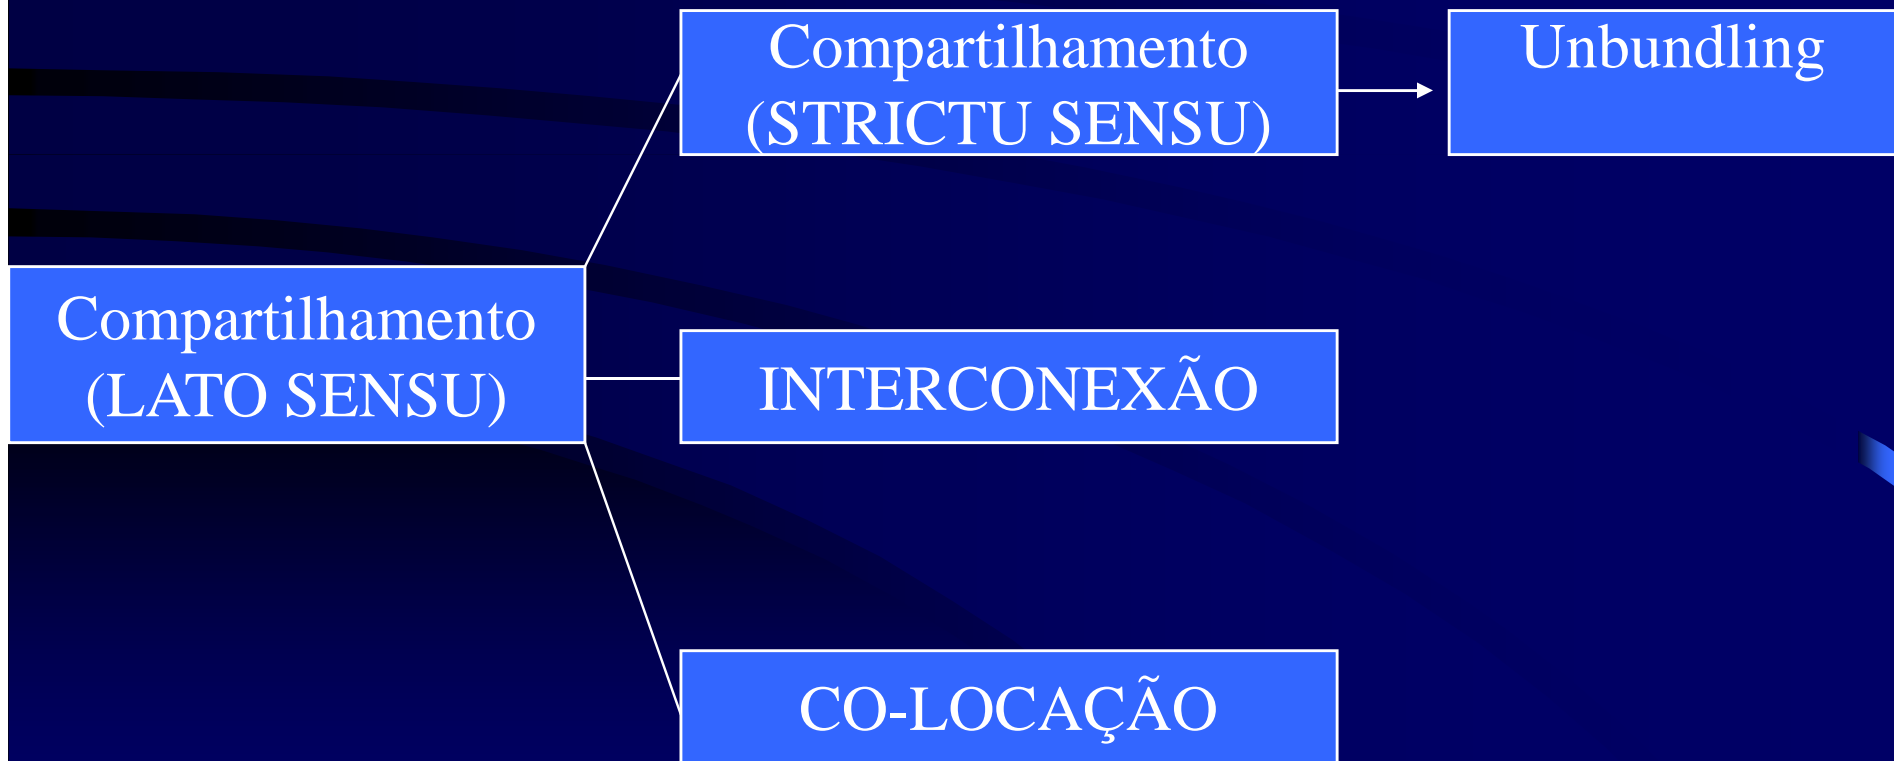 Compartilhamento
(STRICTU SENSU)
Unbundling
Compartilhamento
(LATO SENSU)
INTERCONEXÃO
CO-LOCAÇÃO